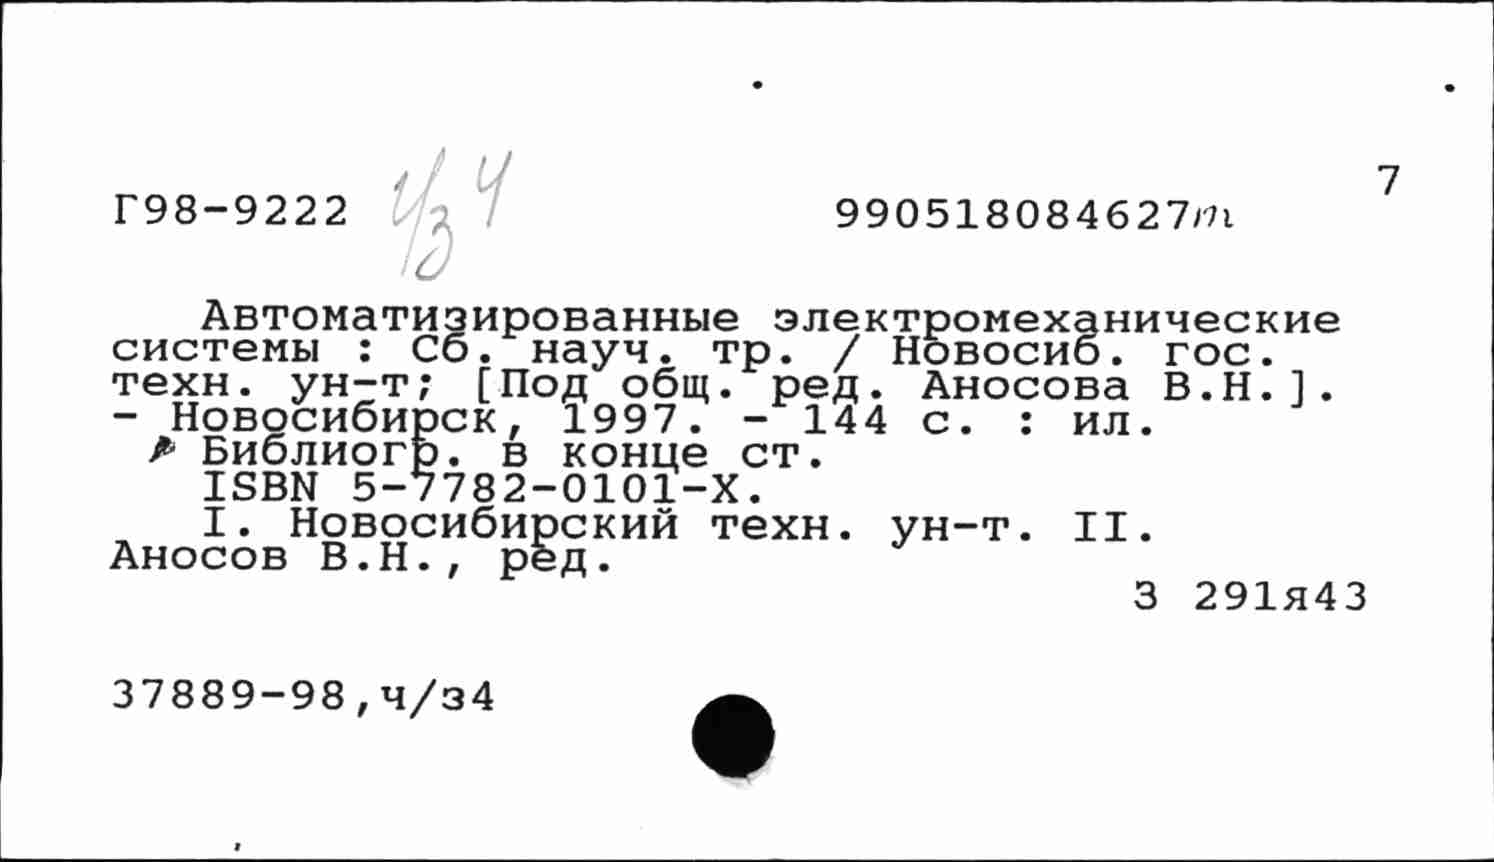 7
Г98-9222 ч/з 4 990518084627т
Автоматизированные электромеханические
системы : Сб. науч. тр. / Новосиб. гос.
техн. ун-т; [Под общ. ред. Аносова В.Н.].
- Новосибирск, 1997. - 144 с. : ил.
Библиогр. в конце ст.
ISBN 5-7782-0101-X.
I. Новосибирский техн. ун-т. II.
Аносов В.Н., ред.
З 291я43
37889-98,ч/з4